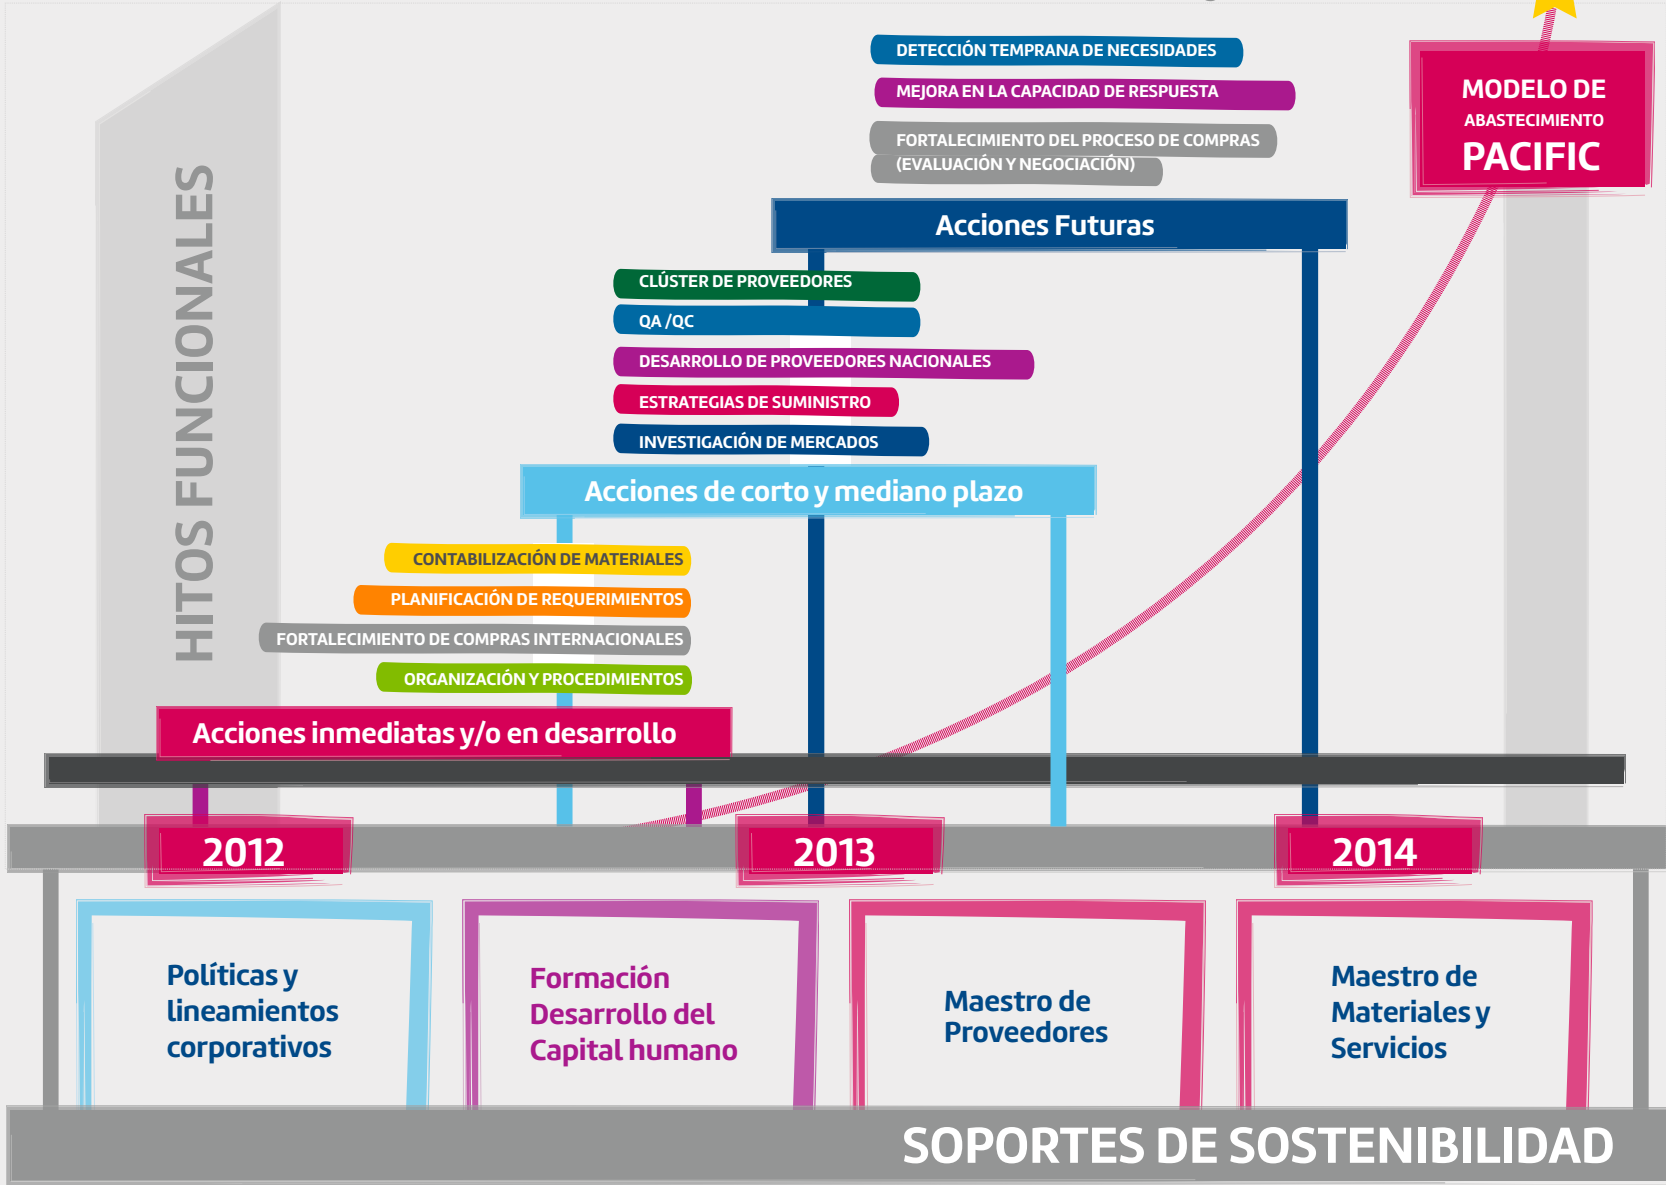 DETECCIÓN TEMPRANA DE NECESIDADES
MEJORA EN LA CAPACIDAD DE RESPUESTA
FORTALECIMIENTO DEL PROCESO DE COMPRAS
(EVALUACIÓN Y NEGOCIACIÓN)
MODELO DE
ABASTECIMIENTO
PACIFIC
HITOS FUNCIONALES
Acciones Futuras
CLÚSTER DE PROVEEDORES
QA /QC
DESARROLLO DE PROVEEDORES NACIONALES
ESTRATEGIAS DE SUMINISTRO
INVESTIGACIÓN DE MERCADOS
Acciones de corto y mediano plazo
CONTABILIZACIÓN DE MATERIALES
PLANIFICACIÓN DE REQUERIMIENTOS
FORTALECIMIENTO DE COMPRAS INTERNACIONALES
ORGANIZACIÓN Y PROCEDIMIENTOS
Acciones inmediatas y/o en desarrollo
2012
2013
2014
Políticas y
lineamientos
corporativos
Formación
Desarrollo del
Capital humano
Maestro de
Proveedores
Maestro de
Materiales y
Servicios
SOPORTES DE SOSTENIBILIDAD